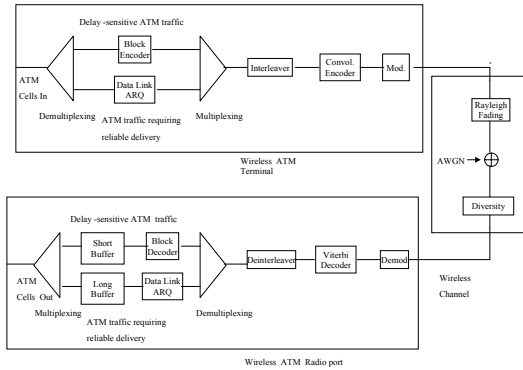 Delay -sensitive ATM traffic
Block
Encoder
Interleaver
Convol.
Encoder
Mod.
ATM
Cells In
Data Link
ARQ
Demultiplexing
ATM traffic requiring
reliable delivery
Multiplexing
Wireless ATM
Terminal
Rayleigh
Fading
AWGN
Diversity
Wireless
Channel
Delay -sensitive ATM traffic
Short
Buffer
Block
Decoder
Deinterleaver
Viterbi
Decoder
Demod
ATM
Cells Out
Long
Buffer
Data Link
ARQ
Multiplexing
ATM traffic requiring
reliable delivery
Demultiplexing
Wireless ATM Radio port